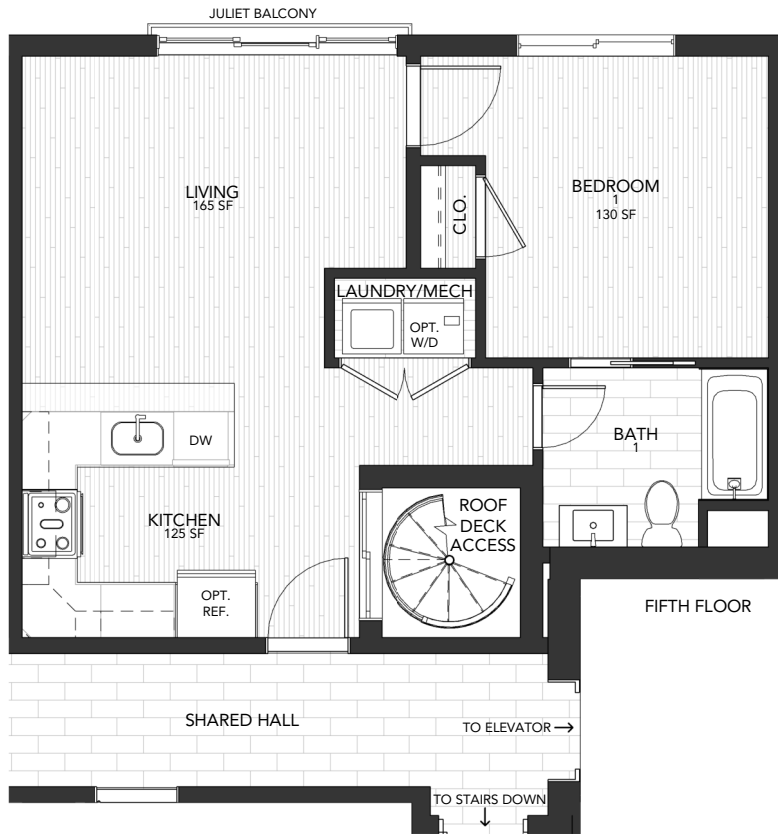 JULIET BALCONY
LIVING
165 SF
BEDROOM
1
130 SF
CLO.
LAUNDRY/MECH
OPT.
W/D
DW
BATH
1
KITCHEN
125 SF
ROOF
DECK
ACCESS
OPT.
REF.
FIFTH FLOOR
SHARED HALL
TO ELEVATOR
TO STAIRS DOWN